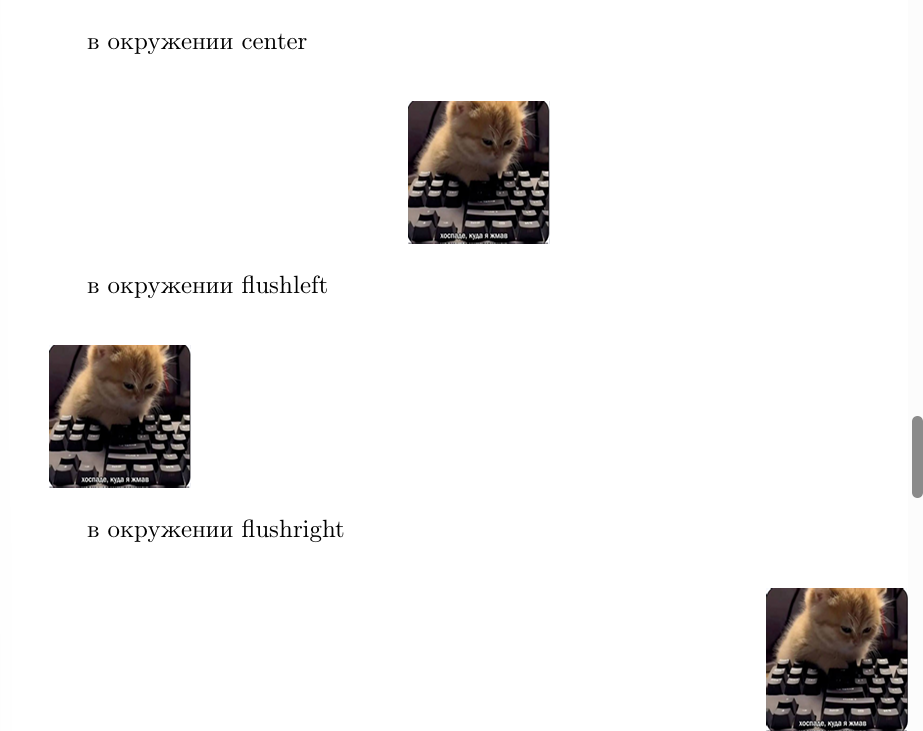 в окружении center
хоспаде, куда я жмав
в окружении flushleft
хоспаде, куда я жмав
в окружении flushright
хоспаде, куда я жмав